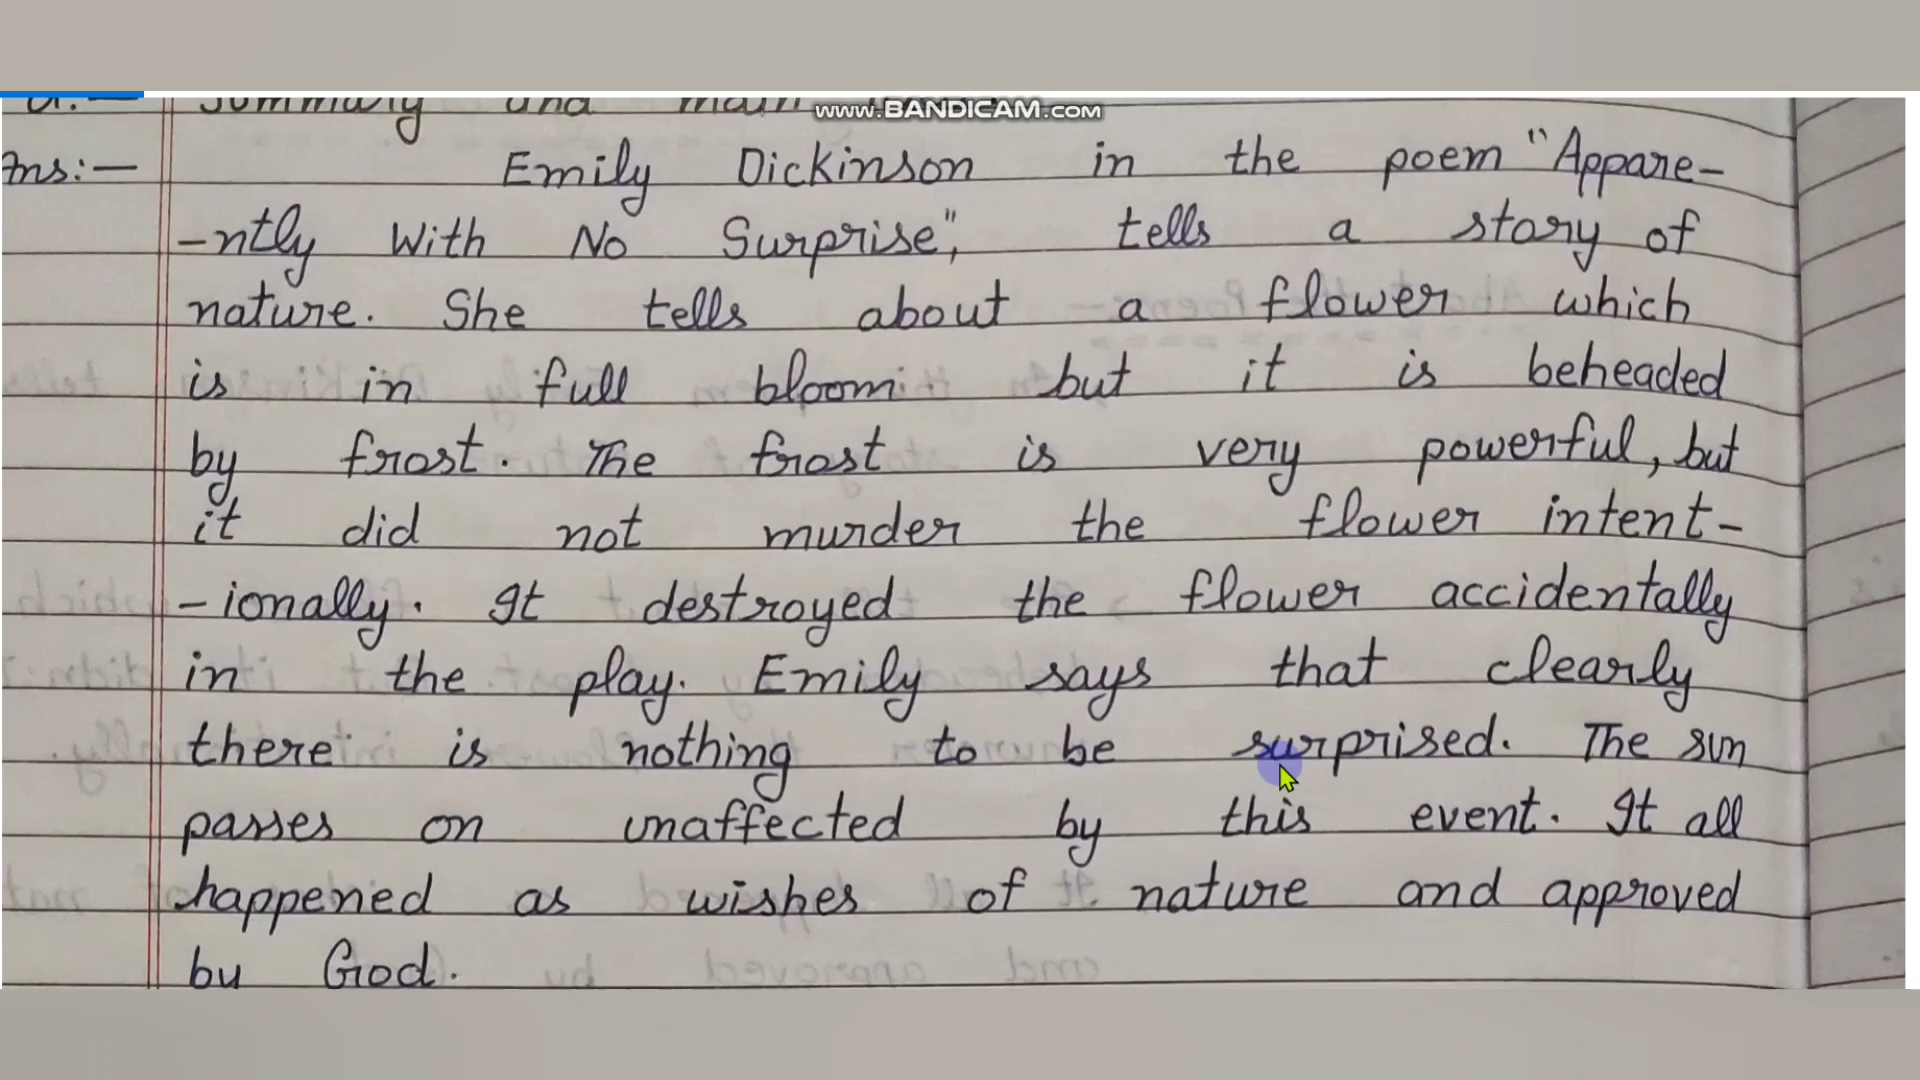 Summary and main
www.BANDICAM.com
Ans:-
Emily Dickinson in the poem "Appare-
-ntly With No Surprise", tells a story of
nature. She tells about a flower which
is in full bloom but it is beheaded
by frost. The frost is very powerful, but
it did not murder the flower intent-
-ionally. It destroyed the flower accidentally
in the play. Emily says that clearly
there is nothing to be surprised. The sun
passes on unaffected by this event. It all
happened as wishes of nature and approved
by God.